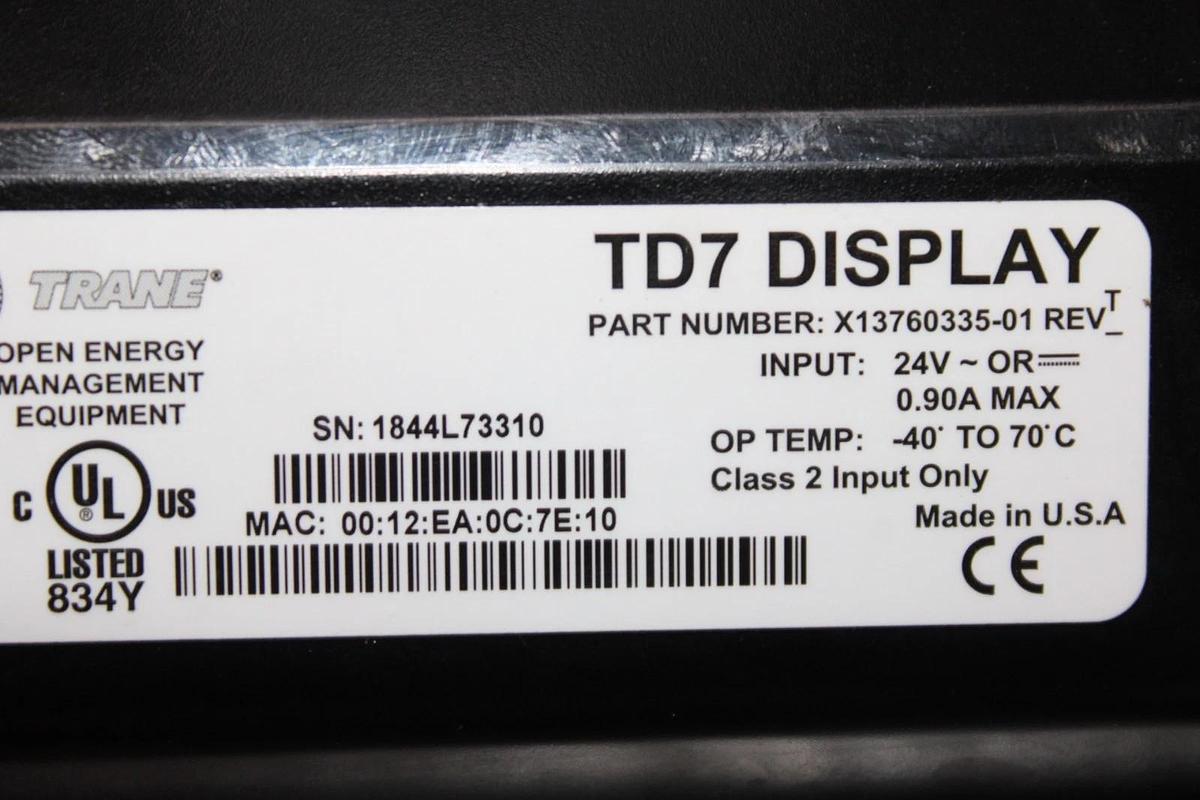 TRANE®
OPEN ENERGY
MANAGEMENT
EQUIPMENT
C UL® US
LISTED
834Y
SN: 1844L73310
MAC: 00:12:EA:0C:7E:10
TD7 DISPLAY
PART NUMBER: X13760335-01 REV T
INPUT: 24V ~ OR ⎓
0.90A MAX
OP TEMP: -40° TO 70°C
Class 2 Input Only
Made in U.S.A
CE